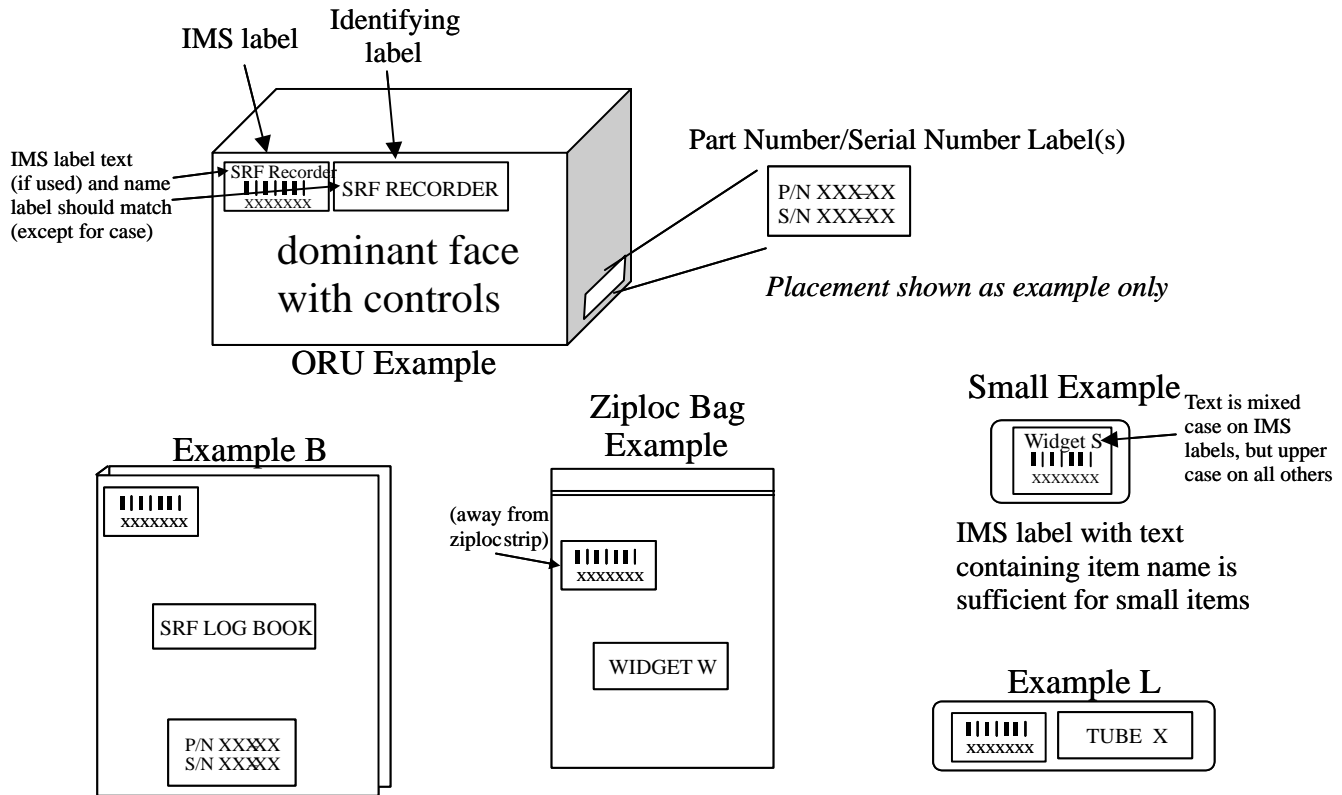 IMS label
Identifying
label
IMS label text
(if used) and name
label should match
(except for case)
SRF Recorder
XXXXXXX
SRF RECORDER
dominant face
with controls
ORU Example
Part Number/Serial Number Label(s)
P/N XXX-XX
S/N XXX-XX
Placement shown as example only
Example B
xxxxxxx
SRF LOG BOOK
P/N XXX-XX
S/N XXX-XX
Ziploc Bag
Example
(away from
ziploc strip)
xxxxxxx
WIDGET W
Small Example
Widget S
XXXXXXX
Text is mixed
case on IMS
labels, but upper
case on all others
IMS label with text
containing item name is
sufficient for small items
Example L
xxxxxxx
TUBE X